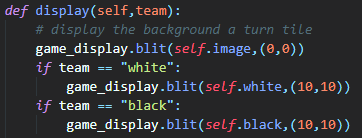 def display(self,team):
    # display the background a turn tile
    game_display.blit(self.image,(0,0))
    if team == "white":
        game_display.blit(self.white,(10,10))
    if team == "black":
        game_display.blit(self.black,(10,10))